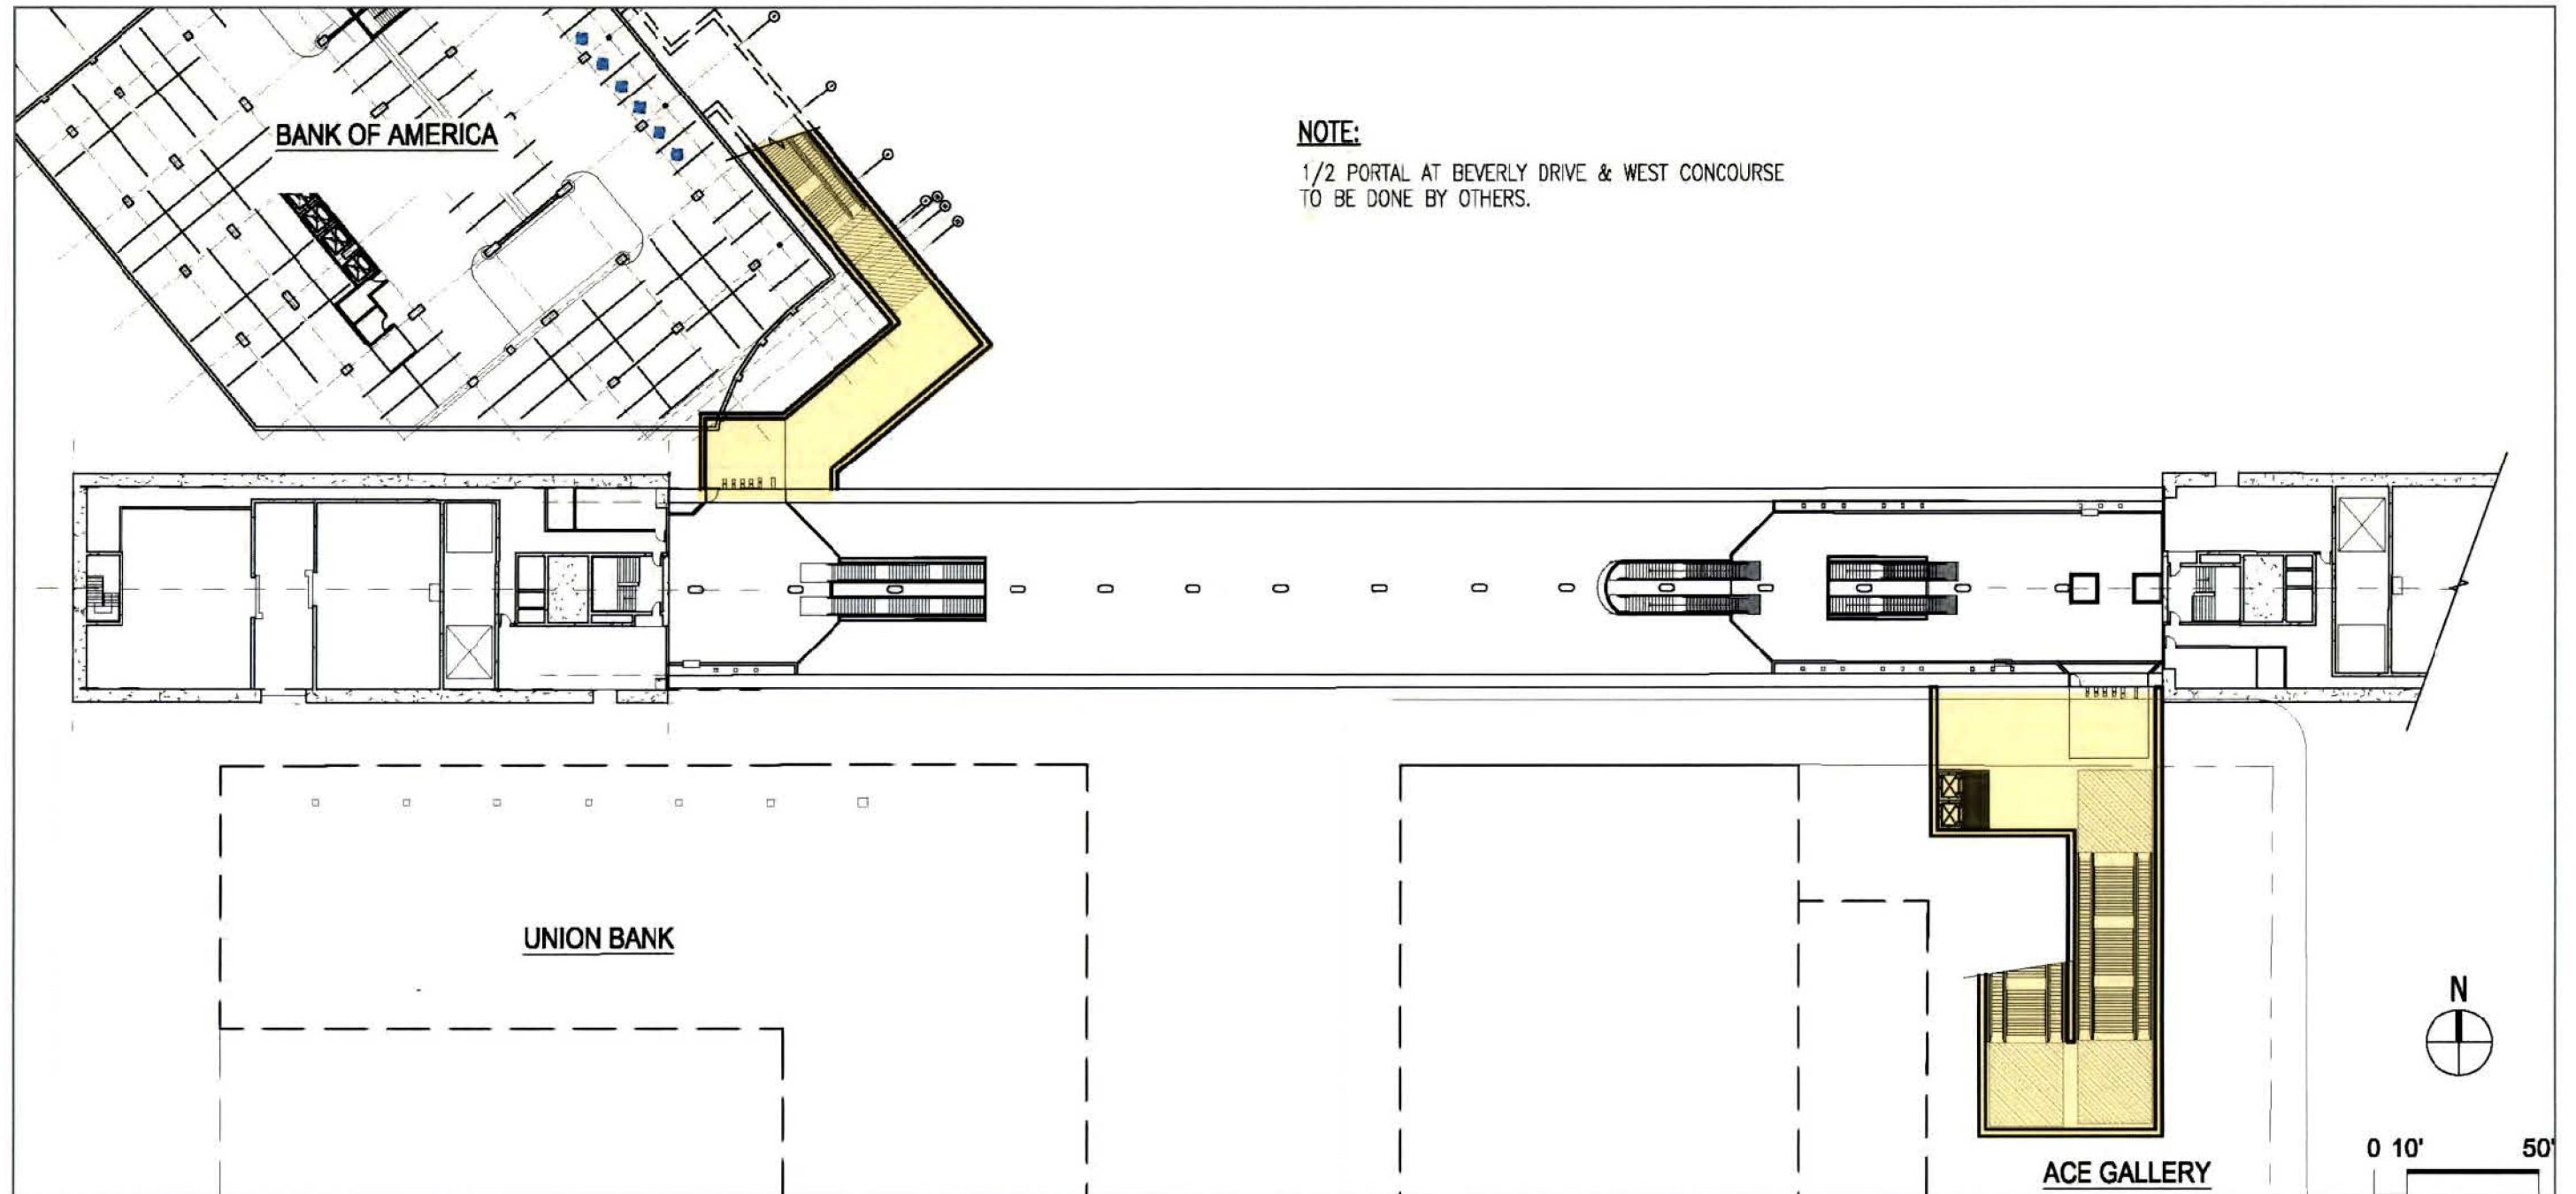 BANK OF AMERICA
NOTE:
1/2 PORTAL AT BEVERLY DRIVE & WEST CONCOURSE
TO BE DONE BY OTHERS.
UNION BANK
N
0 10' 50'
ACE GALLERY